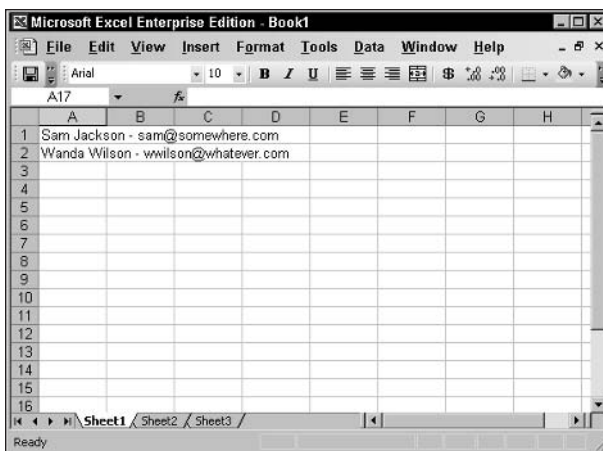 Microsoft Excel Enterprise Edition - Book1
File Edit View Insert Format Tools Data Window Help
Arial 10 B I U $ .00 .00
A17 fx
A B C D E F G H
1 Sam Jackson - sam@somewhere.com
2 Wanda Wilson - wwilson@whatever.com
3
4
5
6
7
8
9
10
11
12
13
14
15
16
Sheet1 Sheet2 Sheet3
Ready